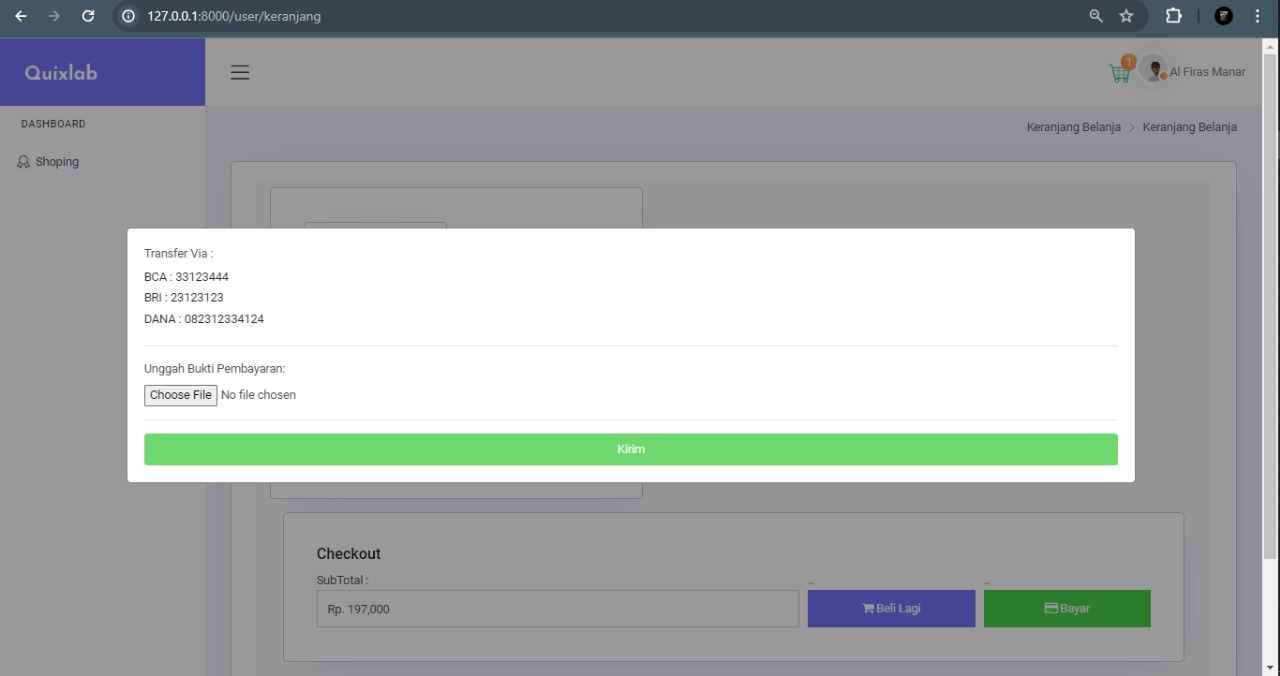 127.0.0.1:8000/user/keranjang
Quixlab
1
Al Firas Manar
DASHBOARD
Keranjang Belanja > Keranjang Belanja
Shoping
Transfer Via :
BCA : 33123444
BRI : 23123123
DANA : 082312334124
Unggah Bukti Pembayaran:
Choose File No file chosen
Kirim
Checkout
SubTotal :
..
..
Rp. 197,000
Beli Lagi
Bayar